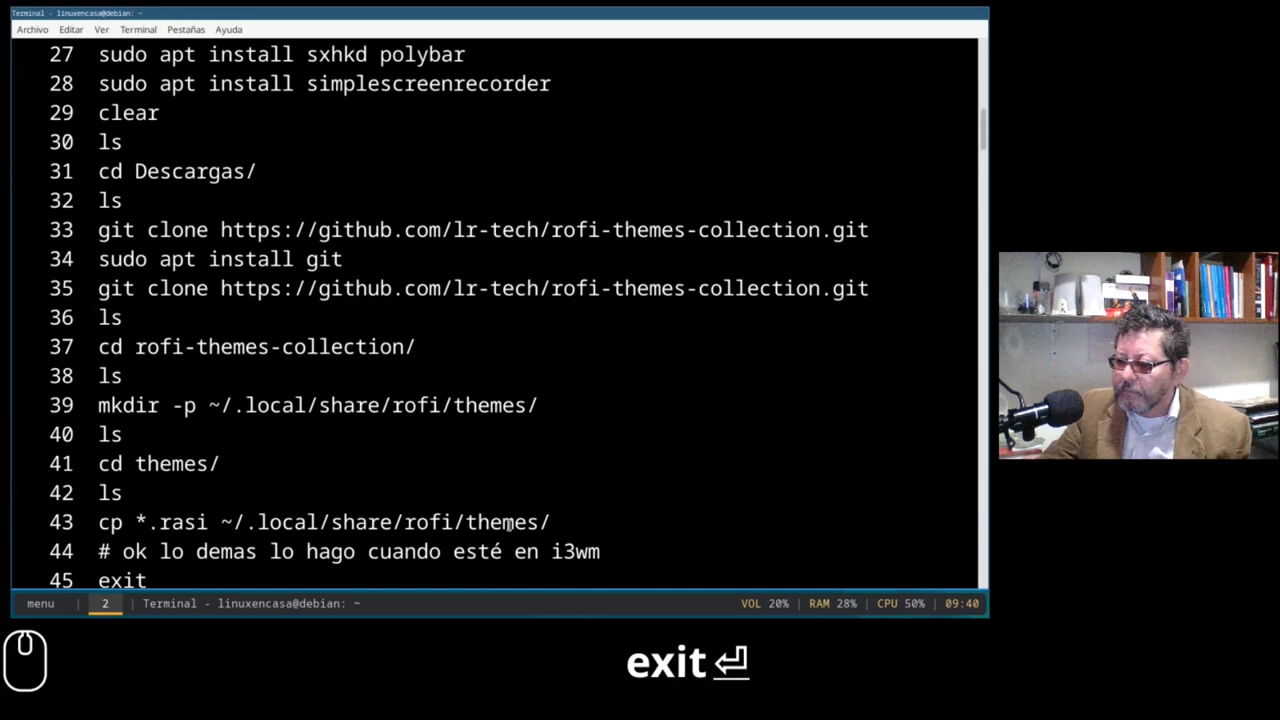 Terminal - linuxencasa@debian: ~
Archivo Editar Ver Terminal Pestañas Ayuda
27 sudo apt install sxhkd polybar
28 sudo apt install simplescreenrecorder
29 clear
30 ls
31 cd Descargas/
32 ls
33 git clone https://github.com/lr-tech/rofi-themes-collection.git
34 sudo apt install git
35 git clone https://github.com/lr-tech/rofi-themes-collection.git
36 ls
37 cd rofi-themes-collection/
38 ls
39 mkdir -p ~/.local/share/rofi/themes/
40 ls
41 cd themes/
42 ls
43 cp *.rasi ~/.local/share/rofi/themes/
44 # ok lo demas lo hago cuando esté en i3wm
45 exit
menu | 2 | Terminal - linuxencasa@debian: ~ VOL 20% | RAM 28% | CPU 50% | 09:40
exit⏎